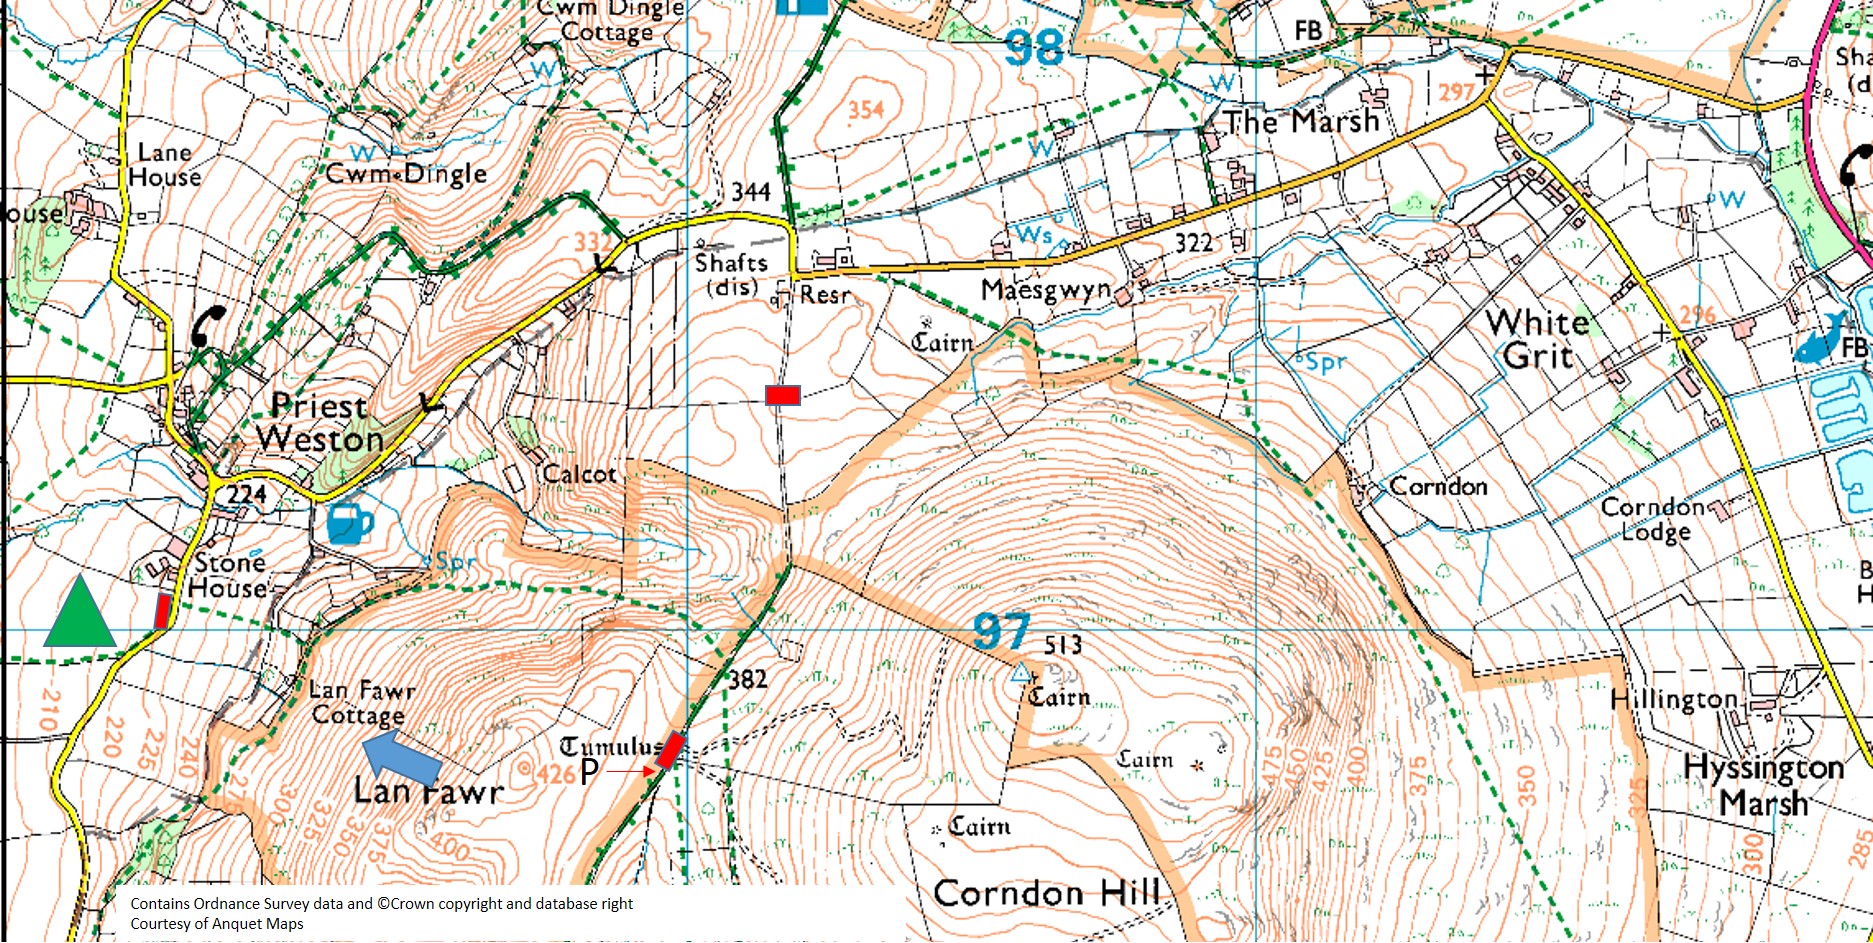 Cwm Dingle
Cottage
98
FB
W
W
354
297
The Marsh
Lane
House
W
Cwm Dingle
W
344
W
332
Shafts
(dis)
Ws
322
Resr
Maesgwyn
Cairn
White
Grit
296
Spr
FB
Priest
Weston
Calcot
224
Corndon
Corndon
Lodge
Stone
House
Spr
97
513
Cairn
382
Lan Fawr
Cottage
210
220
225
240
275
300
325
350
375
400
Tumulus
P
426
Lan Fawr
Cairn
Cairn
475
450
425
400
375
350
325
300
285
Hillington
Hyssington
Marsh
Corndon Hill
Contains Ordnance Survey data and ©Crown copyright and database right
Courtesy of Anquet Maps